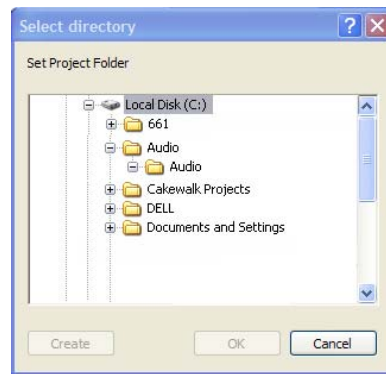 Select directory
Set Project Folder
Local Disk (C:)
661
Audio
Audio
Cakewalk Projects
DELL
Documents and Settings
Create OK Cancel